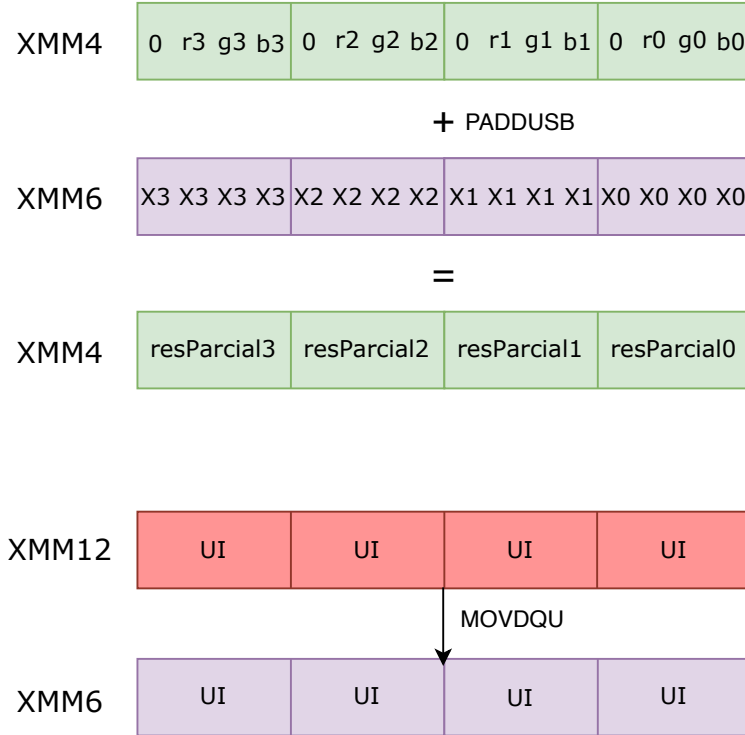 XMM4 0 r3 g3 b3 0 r2 g2 b2 0 r1 g1 b1 0 r0 g0 b0
+ PADDUSB
XMM6 X3 X3 X3 X3 X2 X2 X2 X2 X1 X1 X1 X1 X0 X0 X0 X0
=
XMM4 resParcial3 resParcial2 resParcial1 resParcial0
XMM12 UI UI UI UI
MOVDQU
XMM6 UI UI UI UI